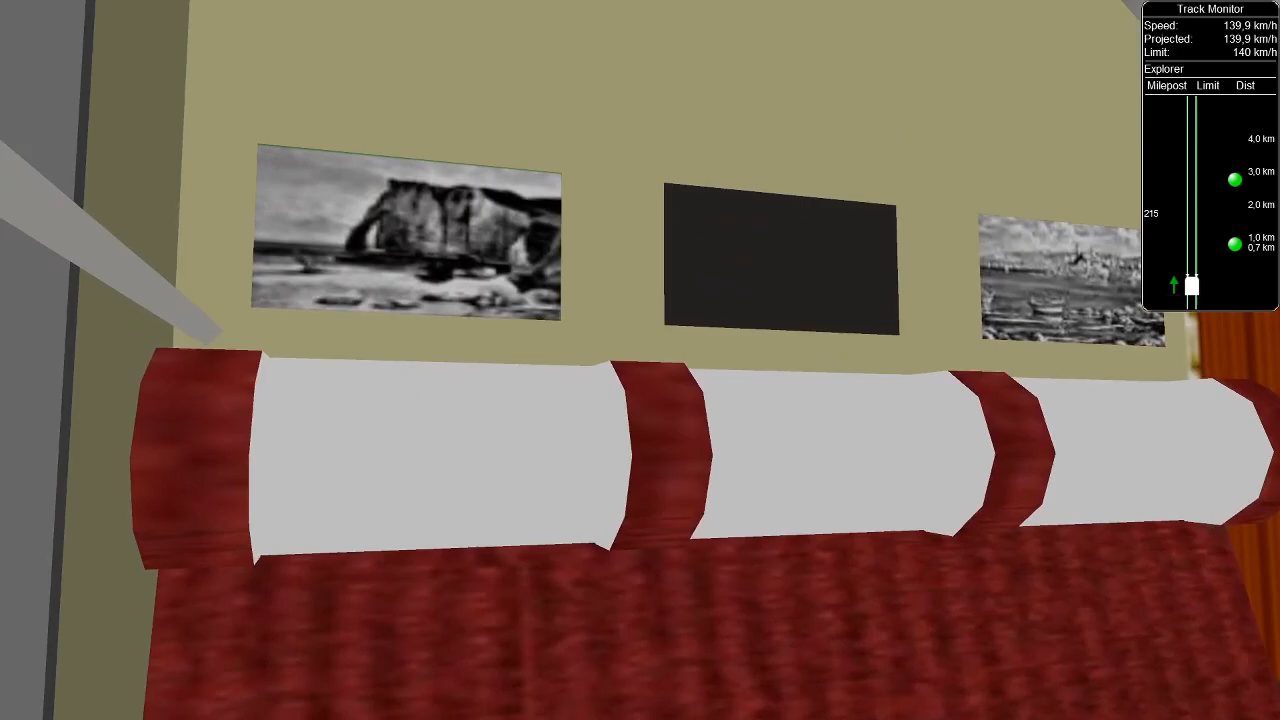 Track Monitor
Speed: 139,9 km/h
Projected: 139,9 km/h
Limit: 140 km/h
Explorer
Milepost Limit Dist
4,0 km
3,0 km
2,0 km
215
1,0 km
0,7 km